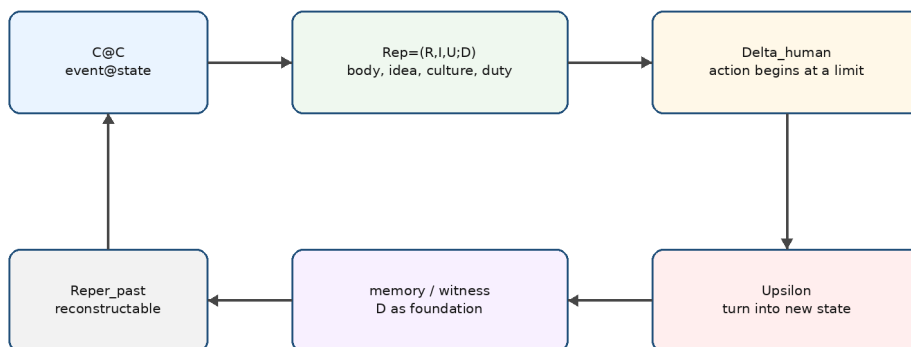 C@C
event@state
Rep=(R,I,U;D)
body, idea, culture, duty
Delta_human
action begins at a limit
Reper_past
reconstructable
memory / witness
D as foundation
Upsilon
turn into new state